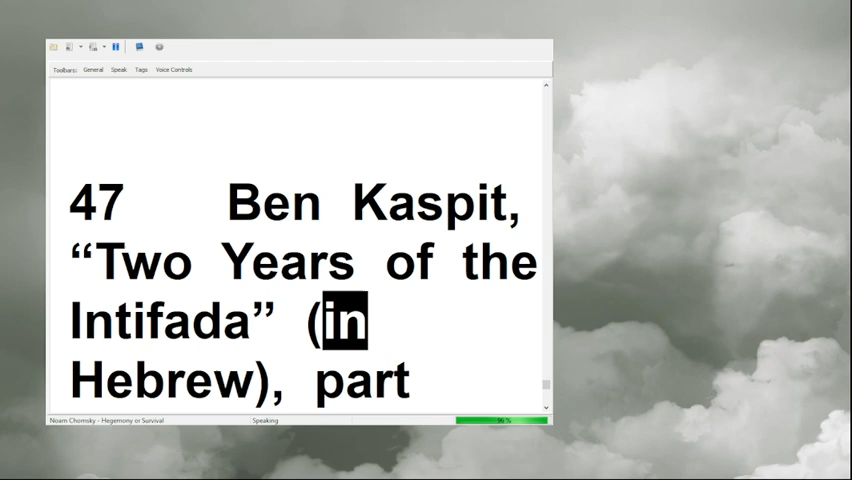 Toolbars: General Speak Tags Voice Controls
47 Ben Kaspit,
“Two Years of the
Intifada” (in
Hebrew), part
Noam Chomsky - Hegemony or Survival Speaking 96%